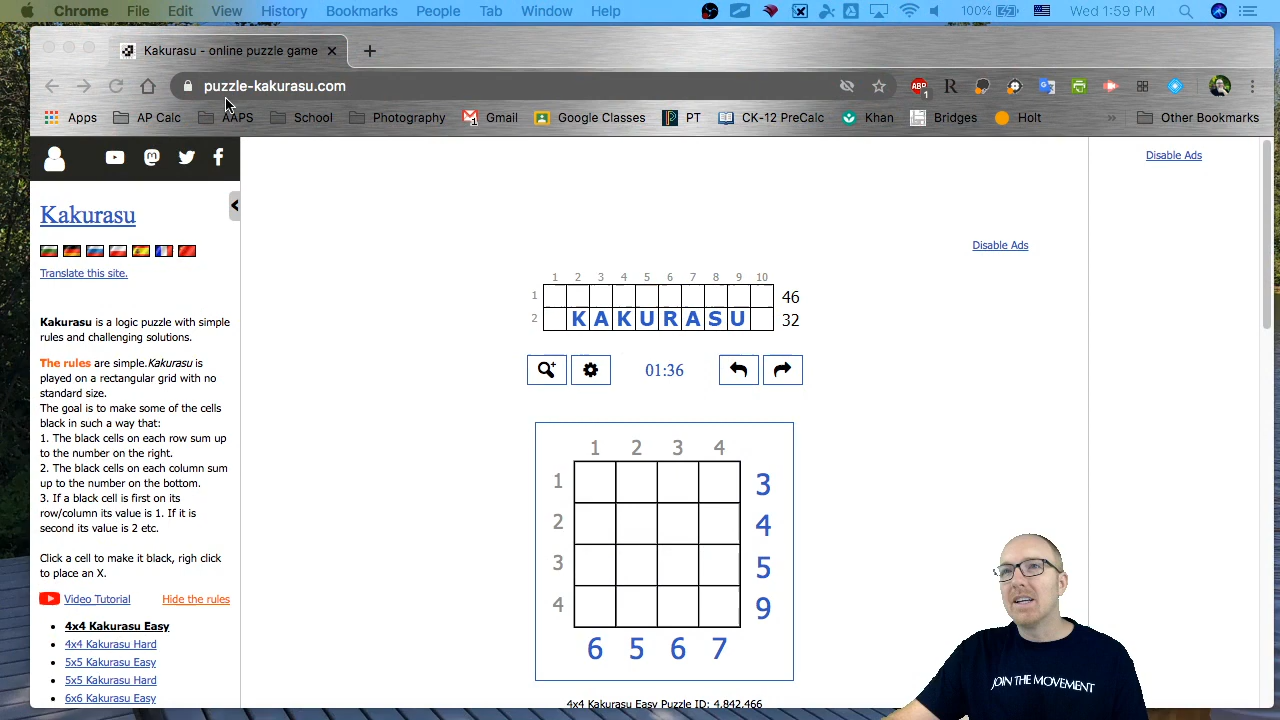 Chrome File Edit View History Bookmarks People Tab Window Help 100% Wed 1:59 PM
Kakurasu - online puzzle game
puzzle-kakurasu.com
ABP 1 R
Apps AP Calc AAPS School Photography Gmail Google Classes PT CK-12 PreCalc Khan Bridges Holt » Other Bookmarks
Disable Ads
Kakurasu
Disable Ads
Translate this site.
1 2 3 4 5 6 7 8 9 10
1 46
2 K A K U R A S U 32
Kakurasu is a logic puzzle with simple
rules and challenging solutions.
The rules are simple.Kakurasu is
played on a rectangular grid with no
standard size.
The goal is to make some of the cells
black in such a way that:
1. The black cells on each row sum up
to the number on the right.
2. The black cells on each column sum
up to the number on the bottom.
3. If a black cell is first on its
row/column its value is 1. If it is
second its value is 2 etc.
Click a cell to make it black, righ click
to place an X.
Video Tutorial Hide the rules
4x4 Kakurasu Easy
4x4 Kakurasu Hard
5x5 Kakurasu Easy
5x5 Kakurasu Hard
6x6 Kakurasu Easy
01:36
1 2 3 4
1 3
2 4
3 5
4 9
6 5 6 7
4x4 Kakurasu Easy Puzzle ID: 4,842,466
JOIN THE MOVEMENT